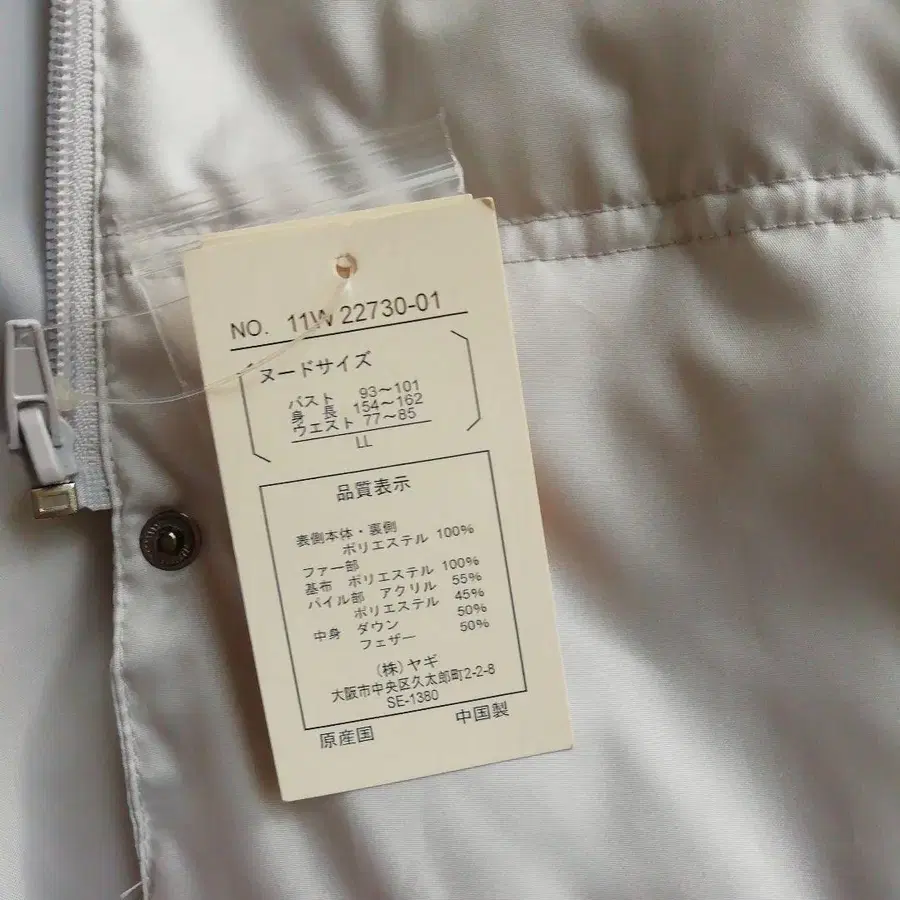 NO. 11W 22730-01
ヌードサイズ
バスト 93～101
身長 154～162
ウェスト 77～85
LL
品質表示
表側本体・裏側
ポリエステル 100%
ファー部
基布 ポリエステル 100%
パイル部 アクリル 55%
ポリエステル 45%
中身 ダウン 50%
フェザー 50%
(株)ヤギ
大阪市中央区久太郎町2-2-8
SE-1380
原産国 中国製